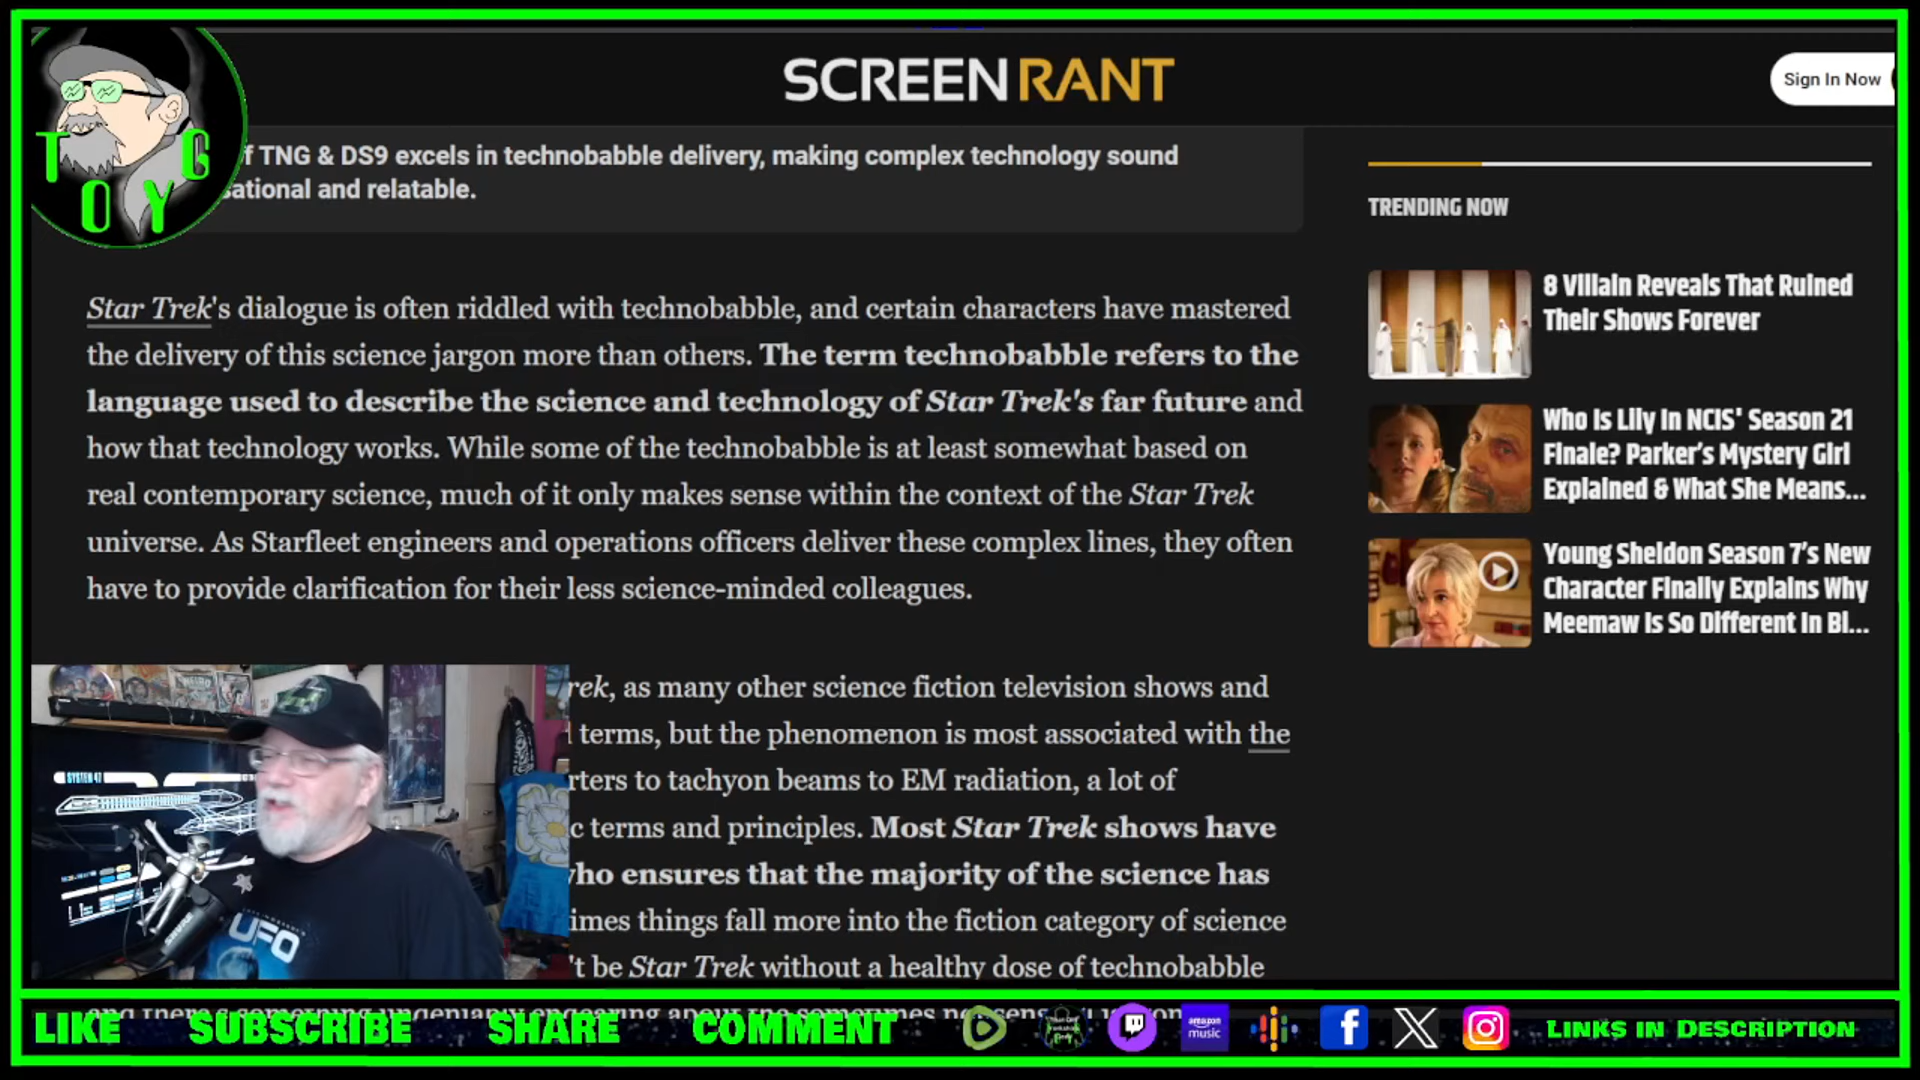 SCREENRANT
Sign In Now
T
O
Y
G
f TNG & DS9 excels in technobabble delivery, making complex technology sound
sational and relatable.
TRENDING NOW
8 Villain Reveals That Ruined
Their Shows Forever
Who Is Lily In NCIS' Season 21
Finale? Parker's Mystery Girl
Explained & What She Means...
Young Sheldon Season 7's New
Character Finally Explains Why
Meemaw Is So Different In Bi...
Star Trek's dialogue is often riddled with technobabble, and certain characters have mastered
the delivery of this science jargon more than others. The term technobabble refers to the
language used to describe the science and technology of Star Trek's far future and
how that technology works. While some of the technobabble is at least somewhat based on
real contemporary science, much of it only makes sense within the context of the Star Trek
universe. As Starfleet engineers and operations officers deliver these complex lines, they often
have to provide clarification for their less science-minded colleagues.
rek, as many other science fiction television shows and
terms, but the phenomenon is most associated with the
rters to tachyon beams to EM radiation, a lot of
c terms and principles. Most Star Trek shows have
who ensures that the majority of the science has
imes things fall more into the fiction category of science
't be Star Trek without a healthy dose of technobabble
SYSTEM 47
UFO
LIKE SUBSCRIBE SHARE COMMENT
amazon
music
LINKS IN DESCRIPTION